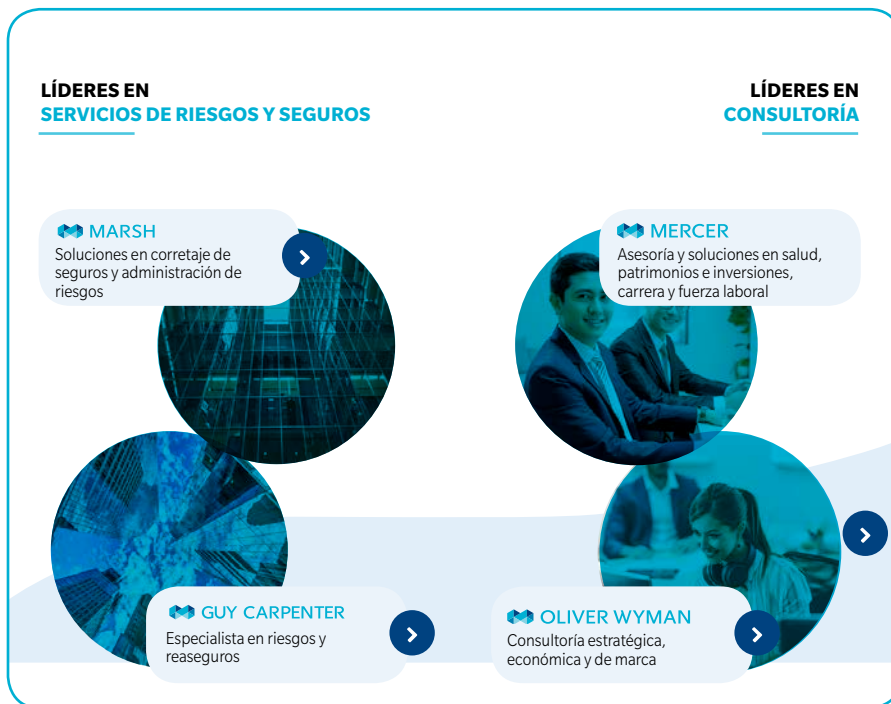 LÍDERES EN
SERVICIOS DE RIESGOS Y SEGUROS
LÍDERES EN
CONSULTORÍA
MARSH
Soluciones en corretaje de
seguros y administración de
riesgos
MERCER
Asesoría y soluciones en salud,
patrimonios e inversiones,
carrera y fuerza laboral
GUY CARPENTER
Especialista en riesgos y
reaseguros
OLIVER WYMAN
Consultoría estratégica,
económica y de marca